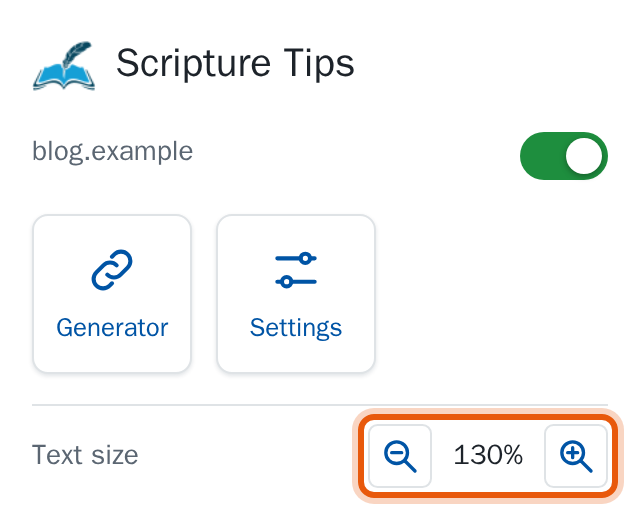 Scripture Tips
blog.example
Generator
Settings
Text size
130%